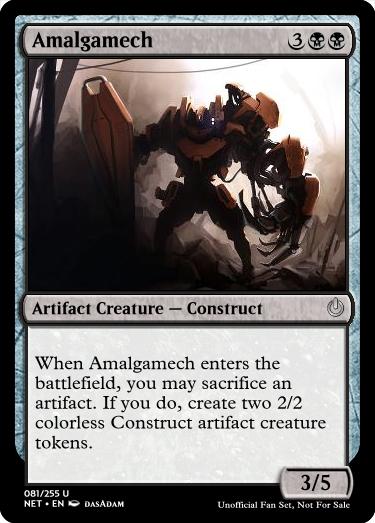 Amalgamech 3
Artifact Creature — Construct
When Amalgamech enters the
battlefield, you may sacrifice an
artifact. If you do, create two 2/2
colorless Construct artifact creature
tokens.
3/5
081/255 U
NET • EN DASADAM
Unofficial Fan Set, Not For Sale